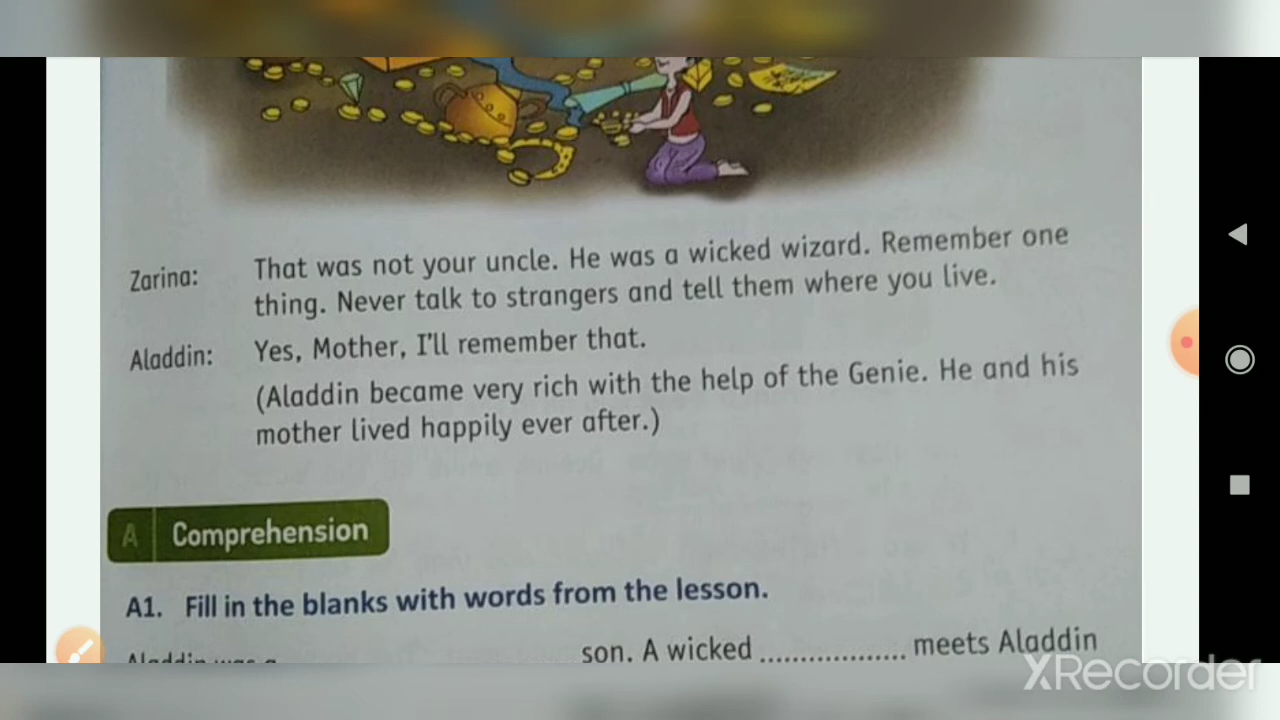 Zarina: That was not your uncle. He was a wicked wizard. Remember one
thing. Never talk to strangers and tell them where you live.
Aladdin: Yes, Mother, I'll remember that.
(Aladdin became very rich with the help of the Genie. He and his
mother lived happily ever after.)
A Comprehension
A1. Fill in the blanks with words from the lesson.
Aladdin was a son. A wicked .................. meets Aladdin
XRecorder